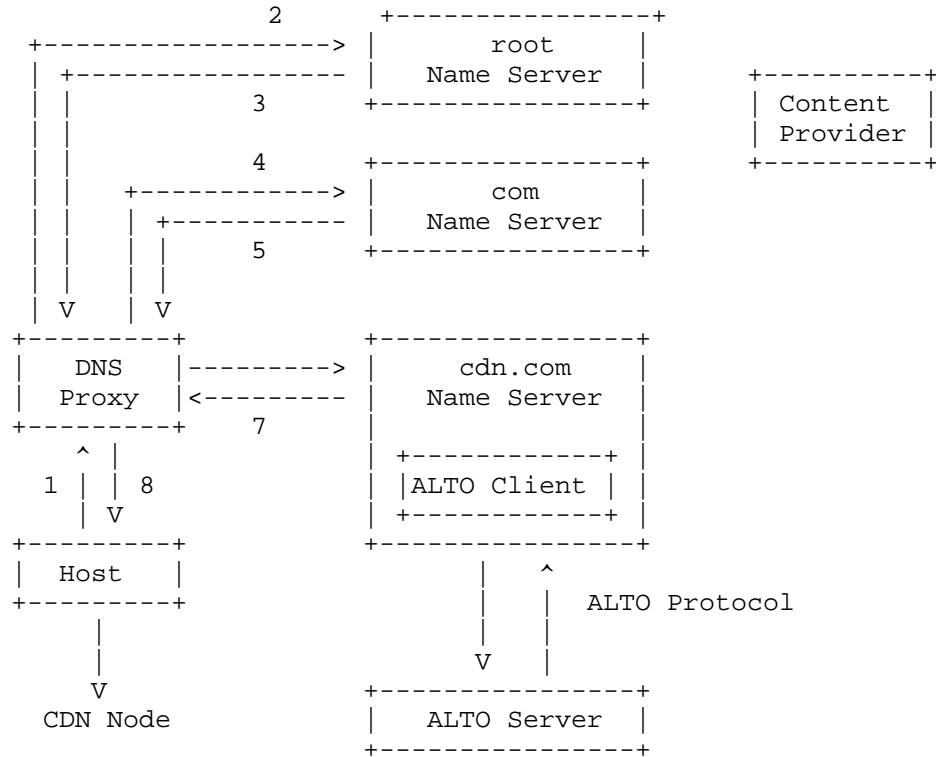 2
root
Name Server
3
Content
Provider
4
com
Name Server
5
DNS
Proxy
cdn.com
Name Server
7
ALTO Client
1 8
Host
ALTO Protocol
CDN Node
ALTO Server